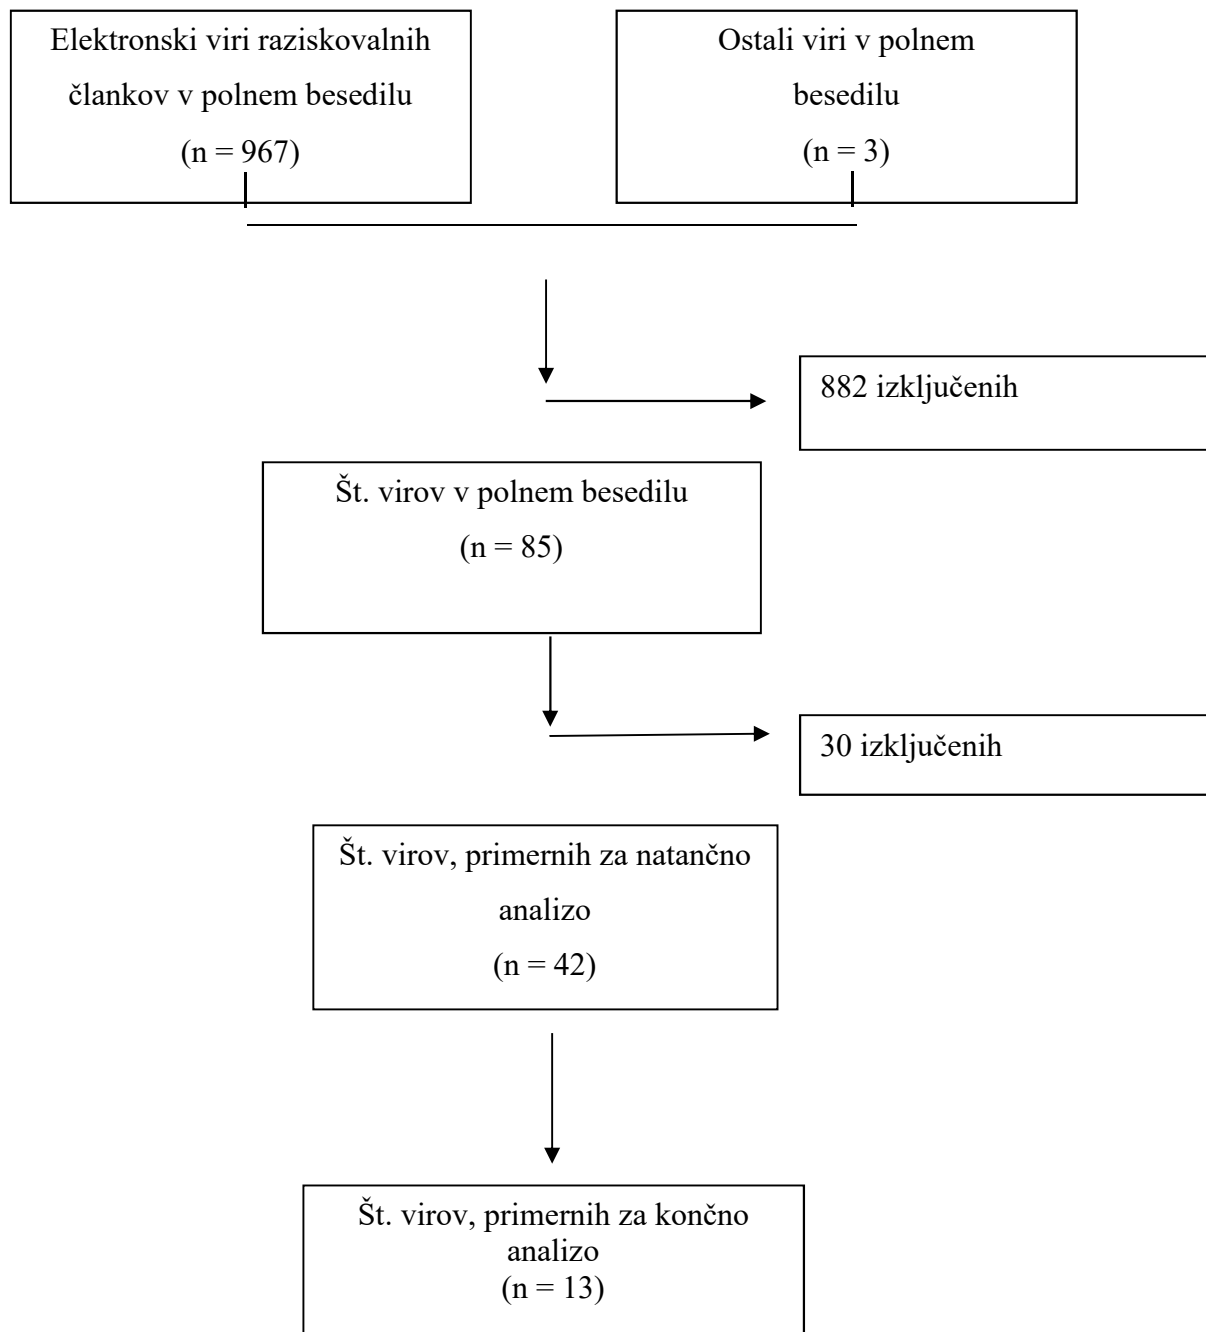 Elektronski viri raziskovalnih
člankov v polnem besedilu
(n = 967)
Ostali viri v polnem
besedilu
(n = 3)
882 izključenih
Št. virov v polnem besedilu
(n = 85)
30 izključenih
Št. virov, primernih za natančno
analizo
(n = 42)
Št. virov, primernih za končno
analizo
(n = 13)